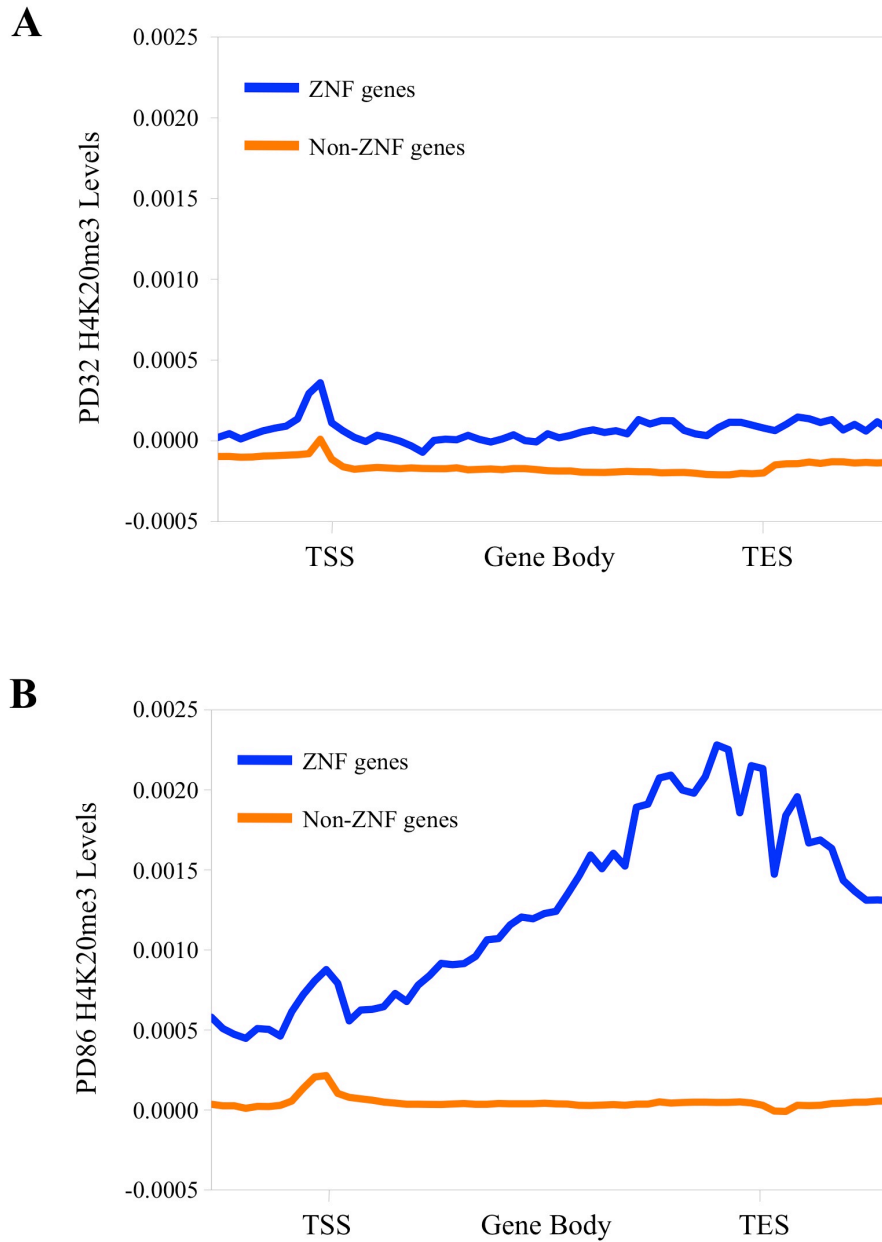 A
PD32 H4K20me3 Levels
0.0025
0.0020
0.0015
0.0010
0.0005
0.0000
-0.0005
ZNF genes
Non-ZNF genes
TSS Gene Body TES
B
PD86 H4K20me3 Levels
0.0025
0.0020
0.0015
0.0010
0.0005
0.0000
-0.0005
ZNF genes
Non-ZNF genes
TSS Gene Body TES